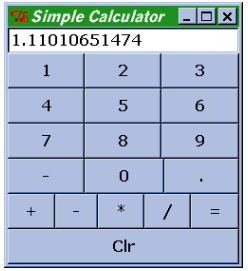 Simple Calculator
1.11010651474
1 2 3
4 5 6
7 8 9
- 0 .
+ - * / =
Clr